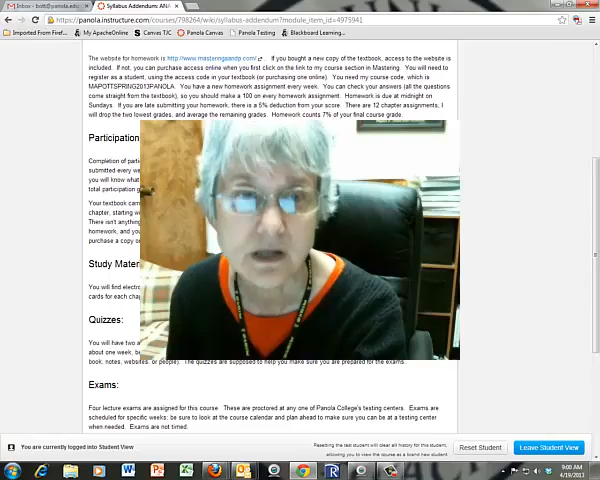 Inbox - bott@panola.edu
Syllabus Addendum: ANA
https://panola.instructure.com/courses/798264/wiki/syllabus-addendum?module_item_id=4975941
Imported From Firef... My ApacheOnline Canvas TJC Panola Canvas Panola Testing Blackboard Learning...
The website for homework is http://www.masteringaandp.com/ . If you bought a new copy of the textbook, access to the website is
included. If not, you can purchase access online when you first click on the link to my course section in Mastering. You will need to
register as a student, using the access code in your textbook (or purchasing one online). You need my course code, which is
MAPOTTSPRING2013PANOLA. You have a new homework assignment every week. You can check your answers (all the questions
come straight from the textbook), so you should make a 100 on every homework assignment. Homework is due at midnight on
Sundays. If you are late submitting your homework, there is a 5% deduction from your score. There are 12 chapter assignments, I
will drop the two lowest grades, and average the remaining grades. Homework counts 7% of your final course grade.
Participation
Completion of parti
submitted every we
you will know what
total participation g
Your textbook cam
chapter, starting w
There isn't anything
homework, and you
purchase a copy o
Study Mater
You will find electro
cards for each cha
Quizzes:
You will have two a
about one week, b
book, notes, websites, or people). The quizzes are supposed to help you make sure you are prepared for the exams.
Exams:
Four lecture exams are assigned for this course These are proctored at any one of Panola College's testing centers. Exams are
scheduled for specific weeks; be sure to look at the course calendar and plan ahead to make sure you can be at a testing center
when needed. Exams are not timed.
You are currently logged into Student View
Resetting the test student will clear all history for this student,
allowing you to view the course as a brand new student.
Reset Student
Leave Student View
9:00 AM
4/19/2013